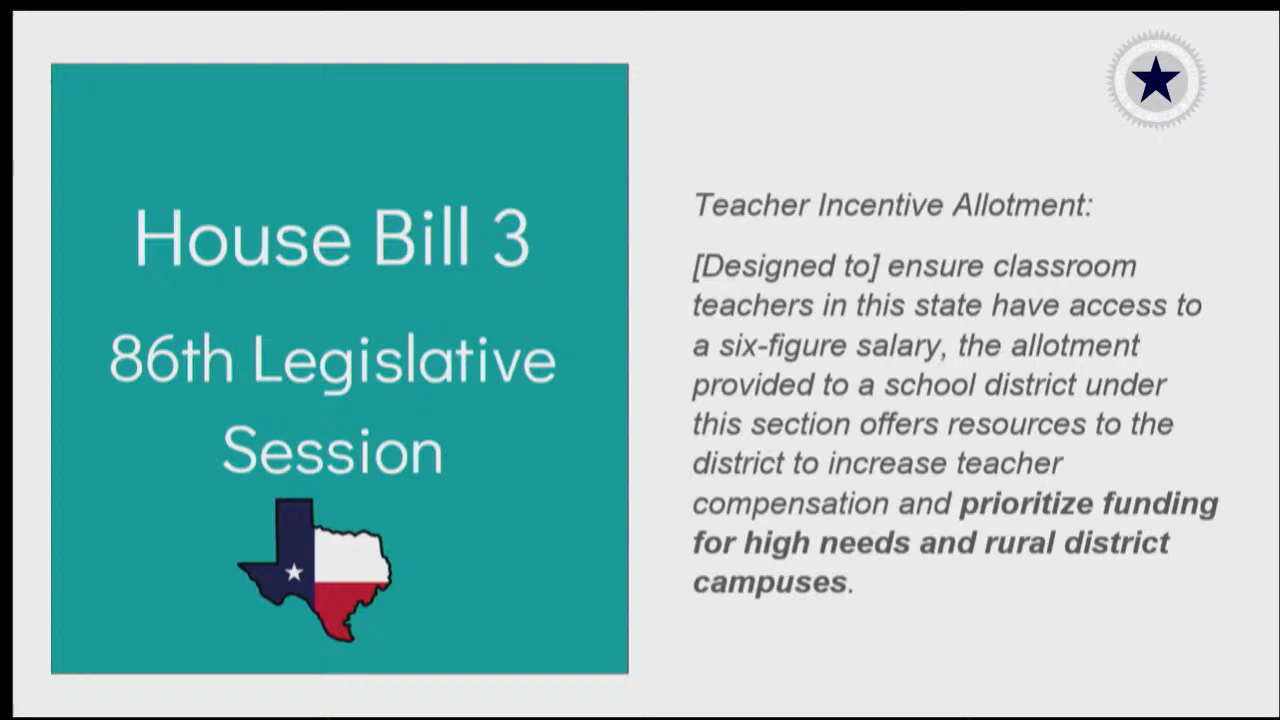 House Bill 3
86th Legislative
Session
Teacher Incentive Allotment:
[Designed to] ensure classroom
teachers in this state have access to
a six-figure salary, the allotment
provided to a school district under
this section offers resources to the
district to increase teacher
compensation and prioritize funding
for high needs and rural district
campuses.